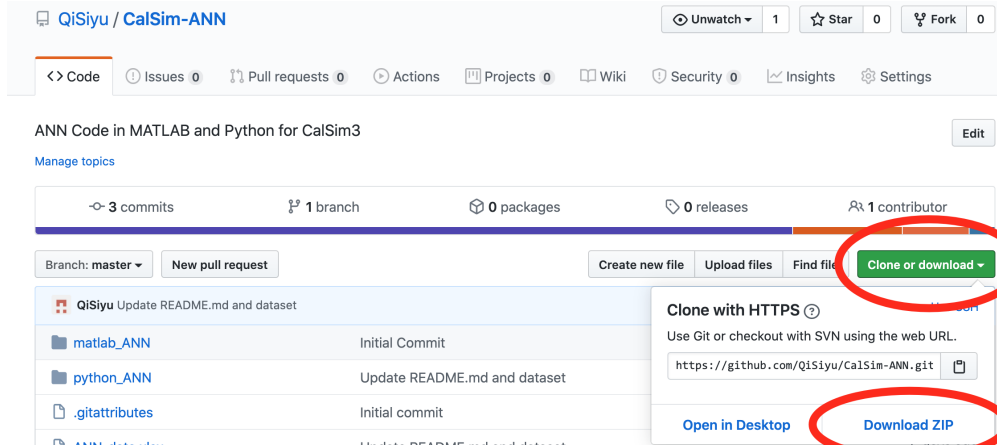 QiSiyu / CalSim-ANN
Unwatch 1 Star 0 Fork 0
<> Code Issues 0 Pull requests 0 Actions Projects 0 Wiki Security 0 Insights Settings
ANN Code in MATLAB and Python for CalSim3
Edit
Manage topics
3 commits 1 branch 0 packages 0 releases 1 contributor
Branch: master New pull request Create new file Upload files Find file Clone or download
QiSiyu Update README.md and dataset
Clone with HTTPS ?
Use Git or checkout with SVN using the web URL.
matlab_ANN Initial Commit
https://github.com/QiSiyu/CalSim-ANN.git
python_ANN Update README.md and dataset
.gitattributes Initial commit
Open in Desktop Download ZIP